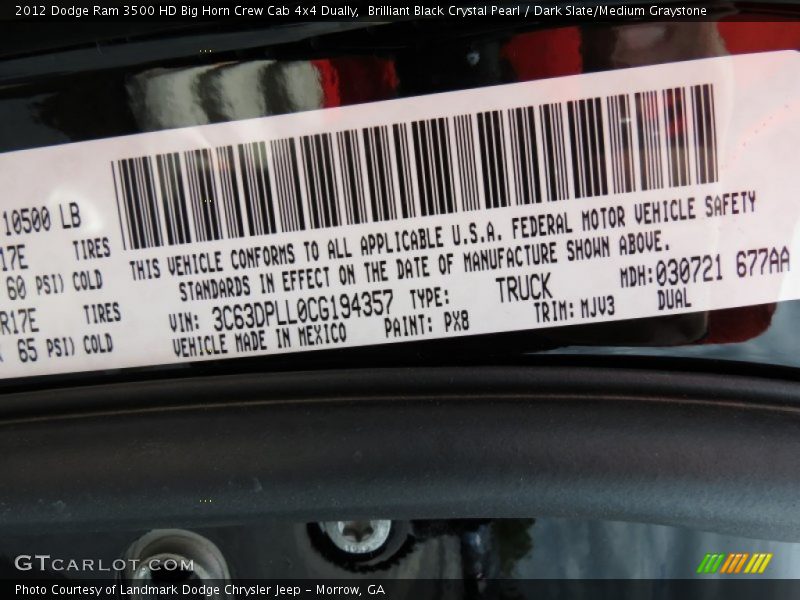 2012 Dodge Ram 3500 HD Big Horn Crew Cab 4x4 Dually, Brilliant Black Crystal Pearl / Dark Slate/Medium Graystone
10500 LB
17E TIRES
60 PSI) COLD
R17E TIRES
65 PSI) COLD
THIS VEHICLE CONFORMS TO ALL APPLICABLE U.S.A. FEDERAL MOTOR VEHICLE SAFETY
STANDARDS IN EFFECT ON THE DATE OF MANUFACTURE SHOWN ABOVE.
VIN: 3C63DPLL0CG194357 TYPE: TRUCK MDH:030721 677AA
VEHICLE MADE IN MEXICO PAINT: PX8 TRIM: MJV3 DUAL
GTCARLOT.COM
Photo Courtesy of Landmark Dodge Chrysler Jeep - Morrow, GA